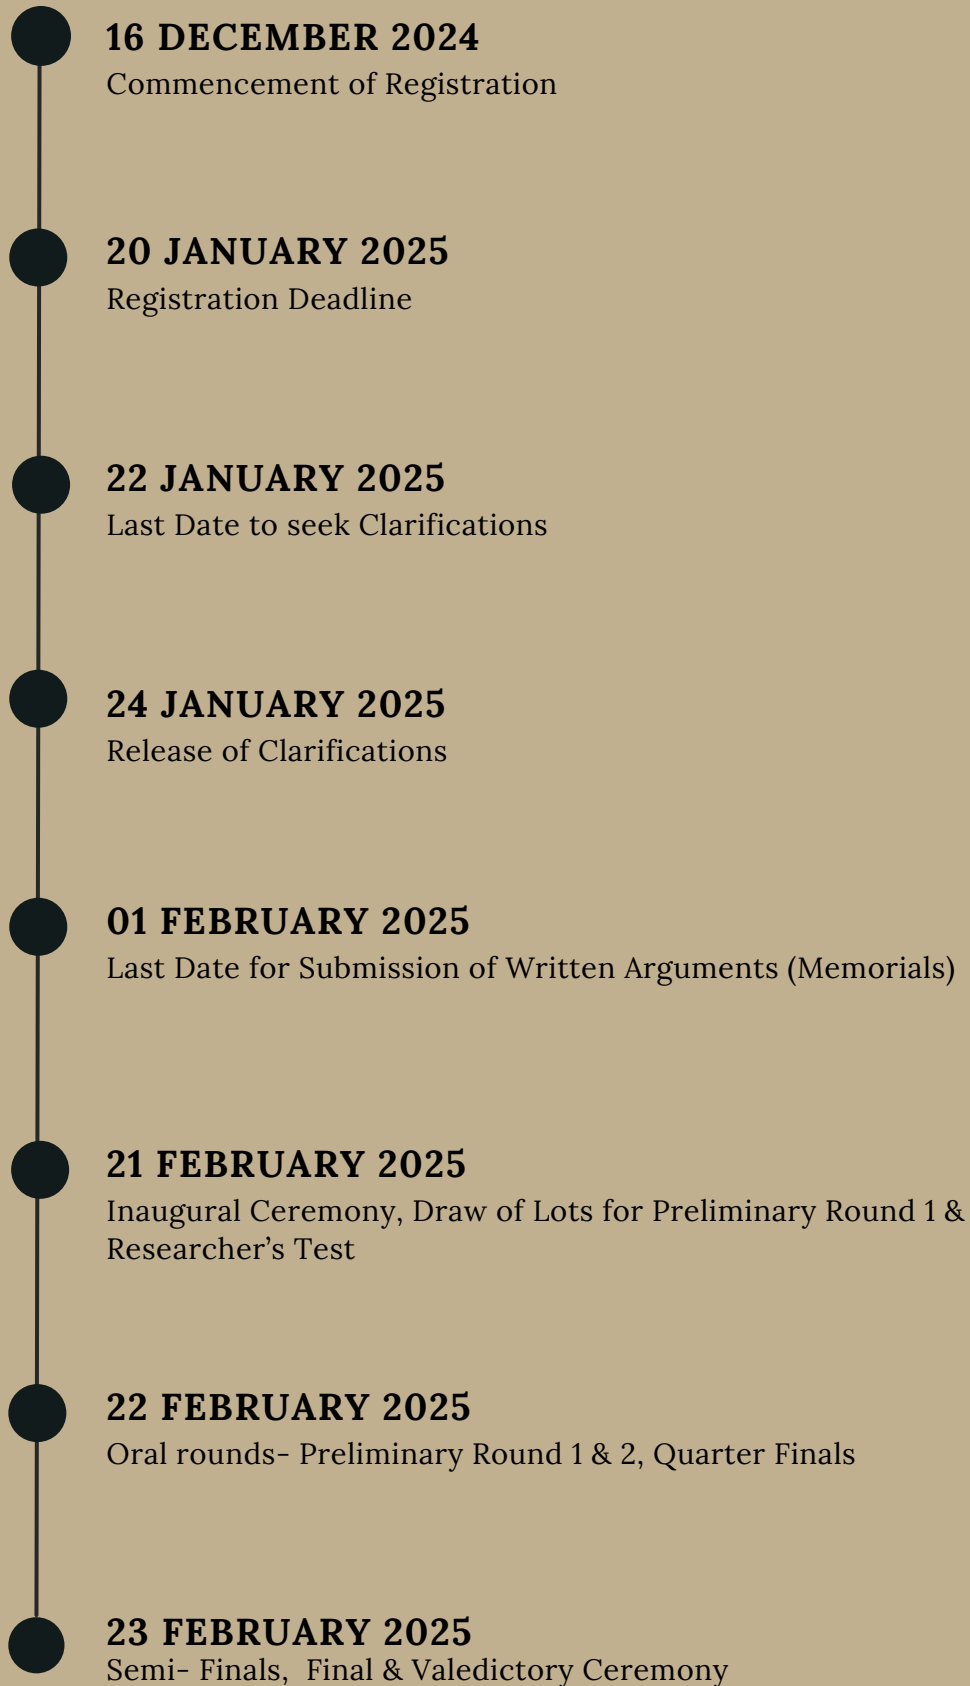 16 DECEMBER 2024
Commencement of Registration
20 JANUARY 2025
Registration Deadline
22 JANUARY 2025
Last Date to seek Clarifications
24 JANUARY 2025
Release of Clarifications
01 FEBRUARY 2025
Last Date for Submission of Written Arguments (Memorials)
21 FEBRUARY 2025
Inaugural Ceremony, Draw of Lots for Preliminary Round 1 &
Researcher’s Test
22 FEBRUARY 2025
Oral rounds- Preliminary Round 1 & 2, Quarter Finals
23 FEBRUARY 2025
Semi- Finals,  Final & Valedictory Ceremony